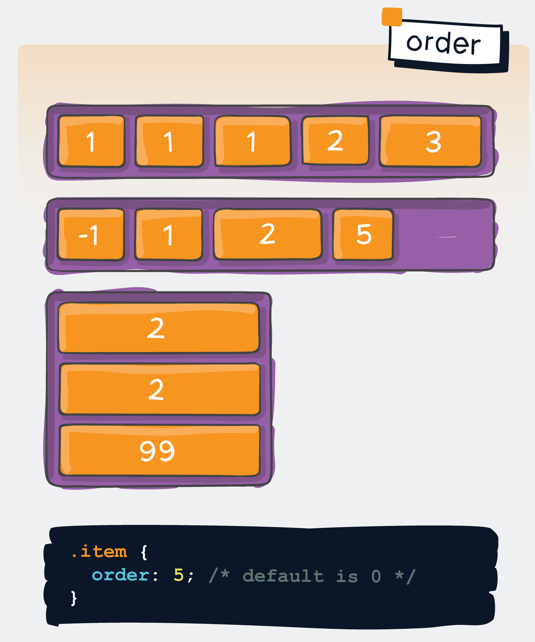 order
1 1 1 2 3
-1 1 2 5
2
2
99
.item {
order: 5; /* default is 0 */
}